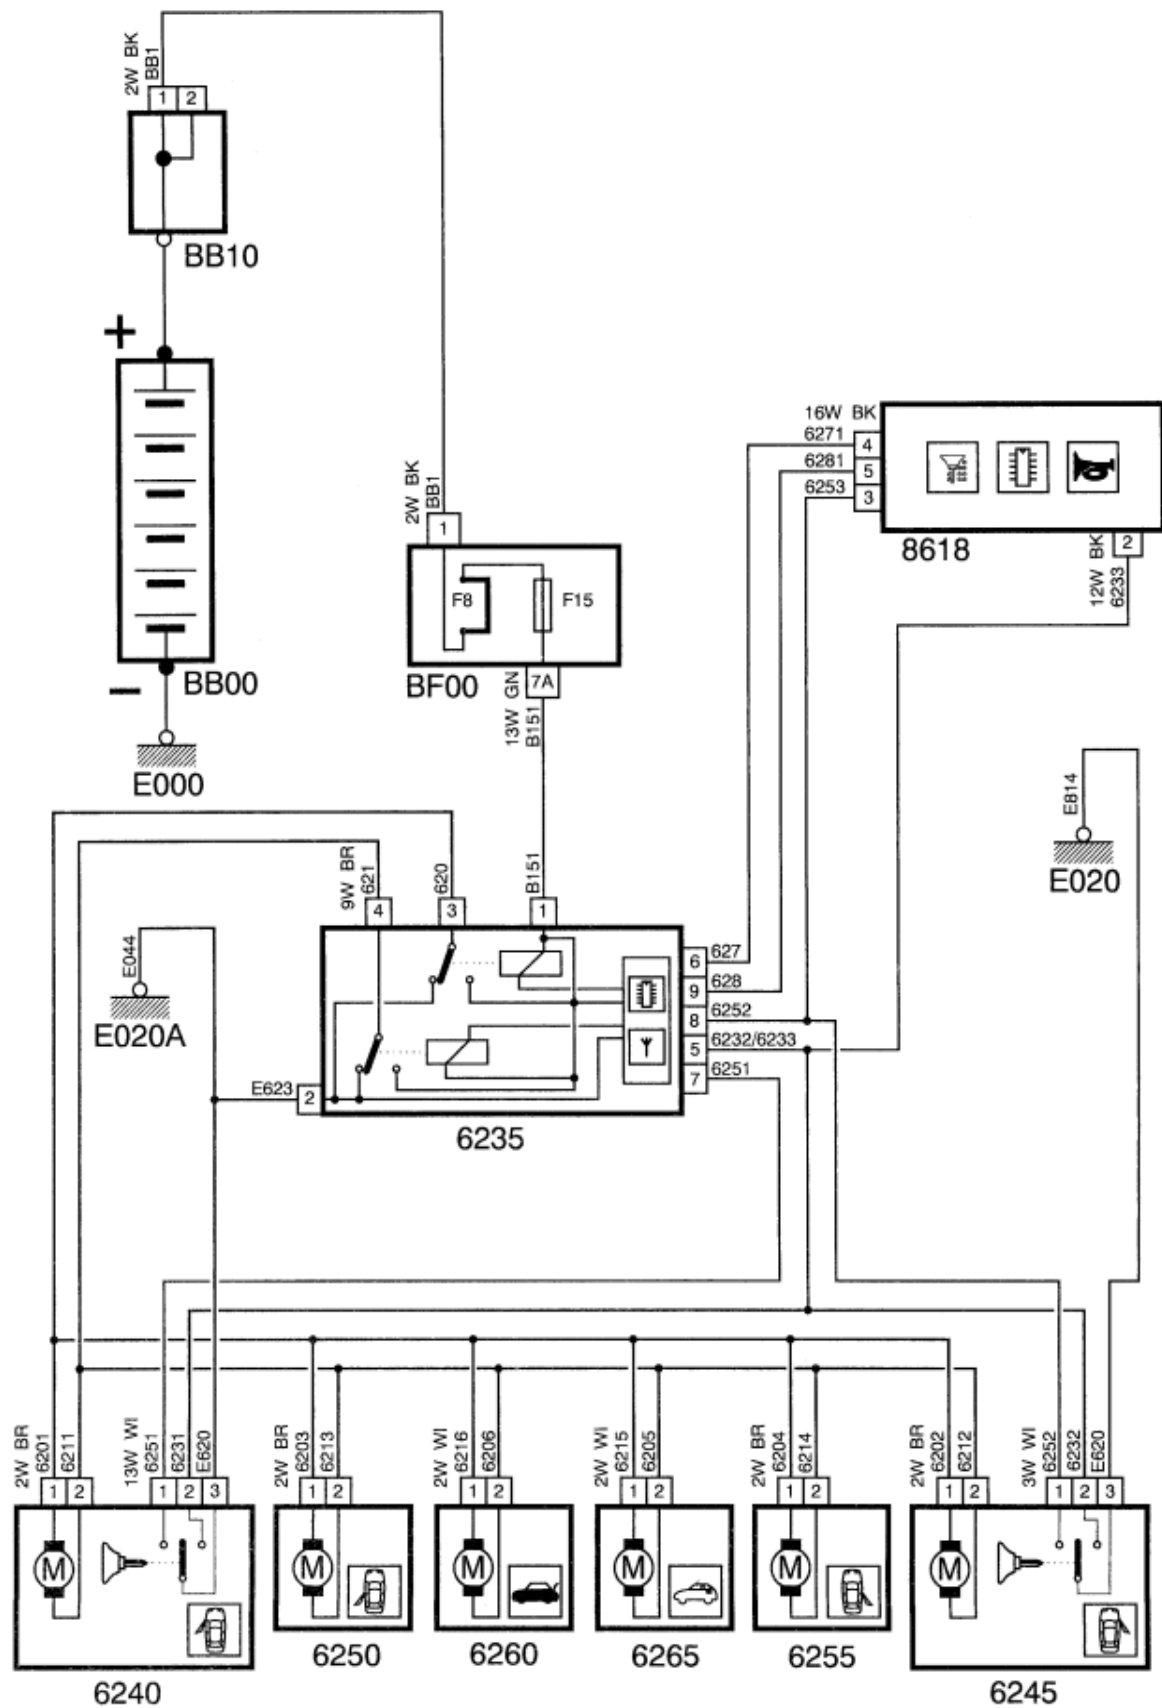 2W BK
BB1
1 2
BB10
+
BB00
−
E000
2W BK
BB1
1
F8
F15
BF00
7A
13W GN
B151
16W BK
6271
4
6281
5
6253
3
8618
2
12W BK
6233
E814
E020
9W BR
621
4
620
3
B151
1
E044
E020A
E623
2
6 627
9 628
8 6252
5 6232/6233
7 6251
6235
2W BR
6201
6211
1 2
13W WI
6251
6231
E620
1 2 3
M
6240
2W BR
6203
6213
1 2
M
6250
2W WI
6216
6206
1 2
M
6260
2W WI
6215
6205
1 2
M
6265
2W BR
6204
6214
1 2
M
6255
2W BR
6202
6212
1 2
3W WI
6252
6232
E620
1 2 3
M
6245